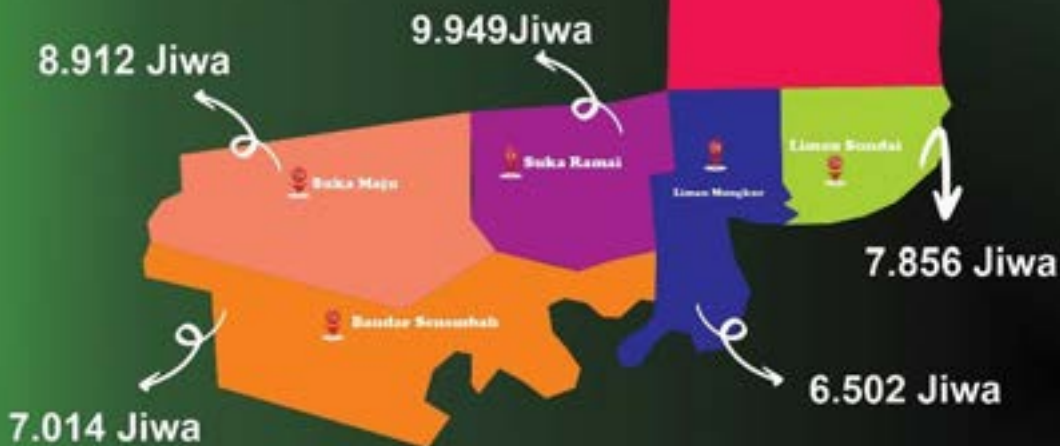 9.949Jiwa
8.912 Jiwa
Suka Maju
Suka Ramai
Limau Mungkur
Limau Sundai
7.856 Jiwa
Bandar Senembah
6.502 Jiwa
7.014 Jiwa